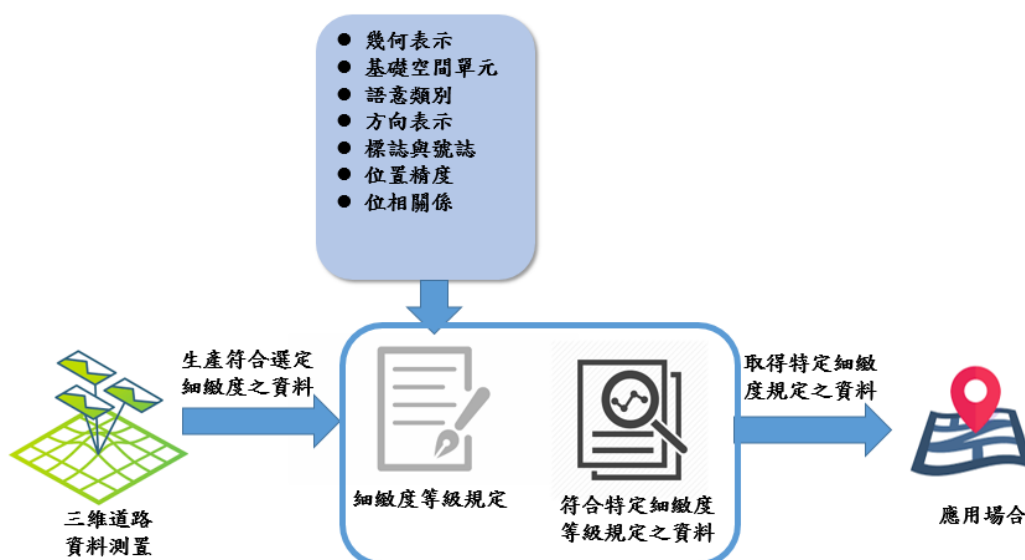 ● 幾何表示
● 基礎空間單元
● 語意類別
● 方向表示
● 標誌與號誌
● 位置精度
● 位相關係
生產符合選定
細緻度之資料
取得特定細緻
度規定之資料
三維道路
資料測置
細緻度等級規定
符合特定細緻度
等級規定之資料
應用場合